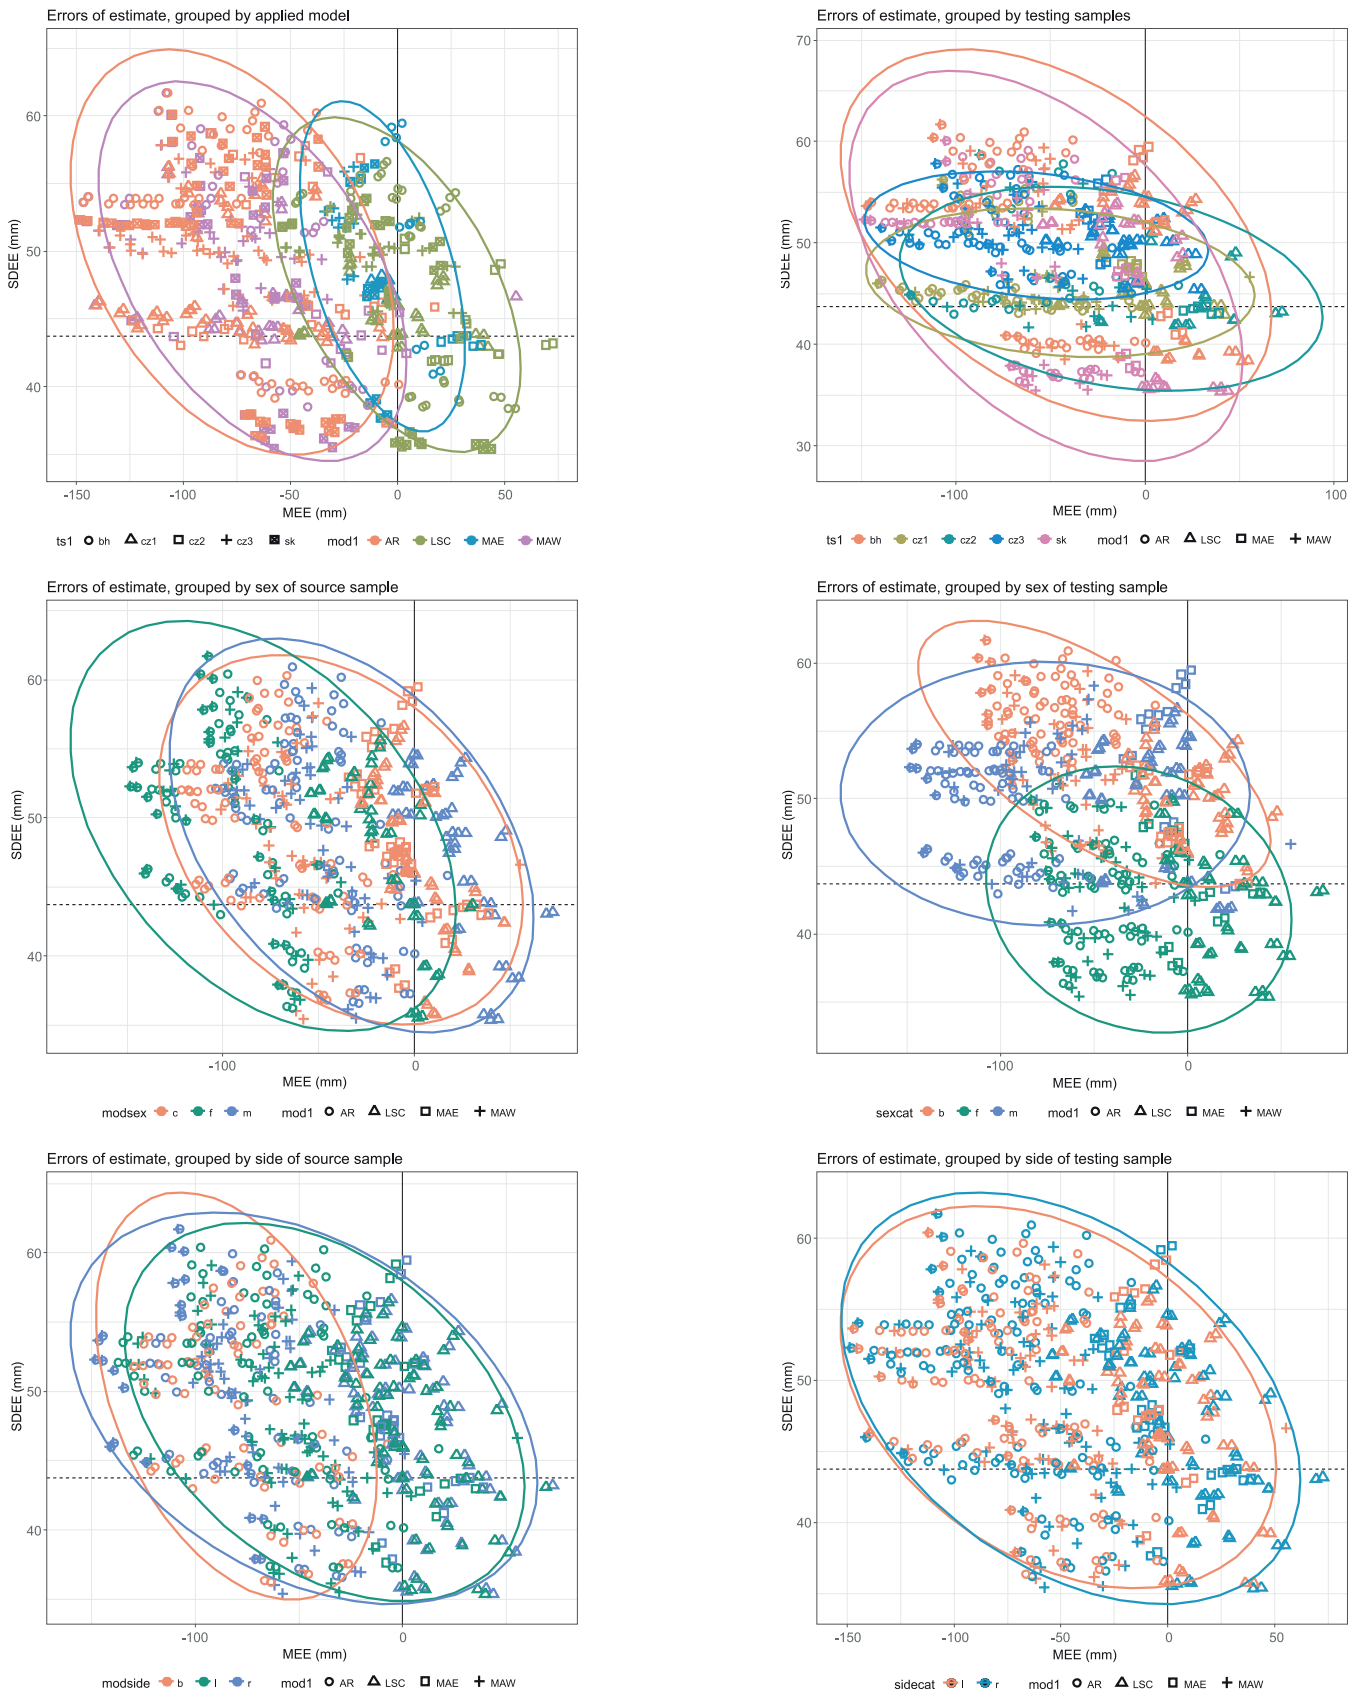 Errors of estimate, grouped by applied model
60
50
40
SDEE (mm)
-150 -100 -50 0 50
MEE (mm)
ts1 bh cz1 cz2 cz3 sk mod1 AR LSC MAE MAW
Errors of estimate, grouped by testing samples
70
60
50
40
30
SDEE (mm)
-100 0 100
MEE (mm)
ts1 bh cz1 cz2 cz3 sk mod1 AR LSC MAE MAW
Errors of estimate, grouped by sex of source sample
60
50
40
SDEE (mm)
-100 0
MEE (mm)
modsex c f m mod1 AR LSC MAE MAW
Errors of estimate, grouped by sex of testing sample
60
50
40
SDEE (mm)
-100 0
MEE (mm)
sexcat b f m mod1 AR LSC MAE MAW
Errors of estimate, grouped by side of source sample
60
50
40
SDEE (mm)
-100 0
MEE (mm)
modside b l r mod1 AR LSC MAE MAW
Errors of estimate, grouped by side of testing sample
60
50
40
SDEE (mm)
-150 -100 -50 0 50
MEE (mm)
sidecat l r mod1 AR LSC MAE MAW